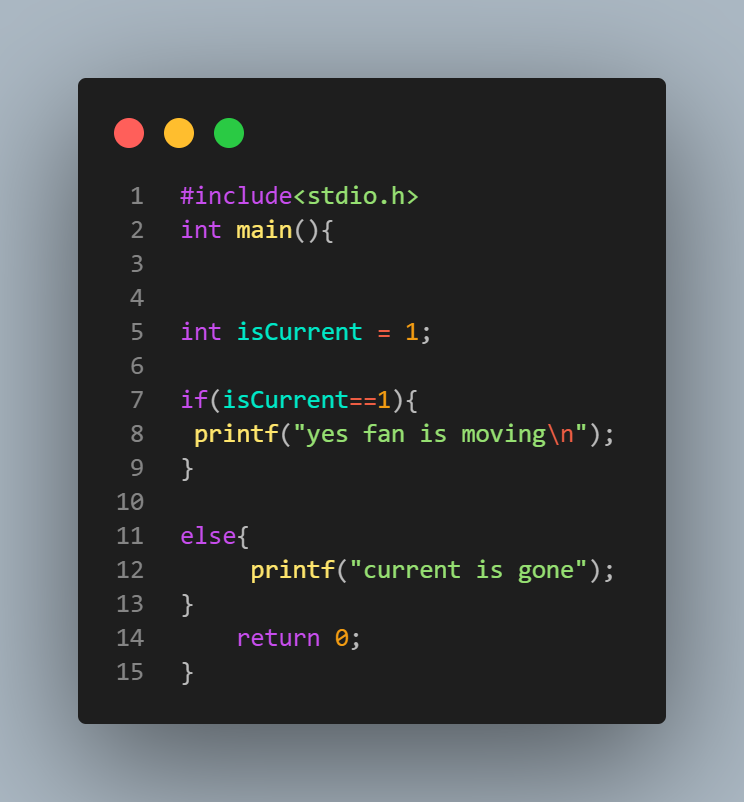 1 #include<stdio.h>
2 int main(){
3
4
5 int isCurrent = 1;
6
7 if(isCurrent==1){
8  printf("yes fan is moving\n");
9 }
10
11 else{
12      printf("current is gone");
13 }
14     return 0;
15 }